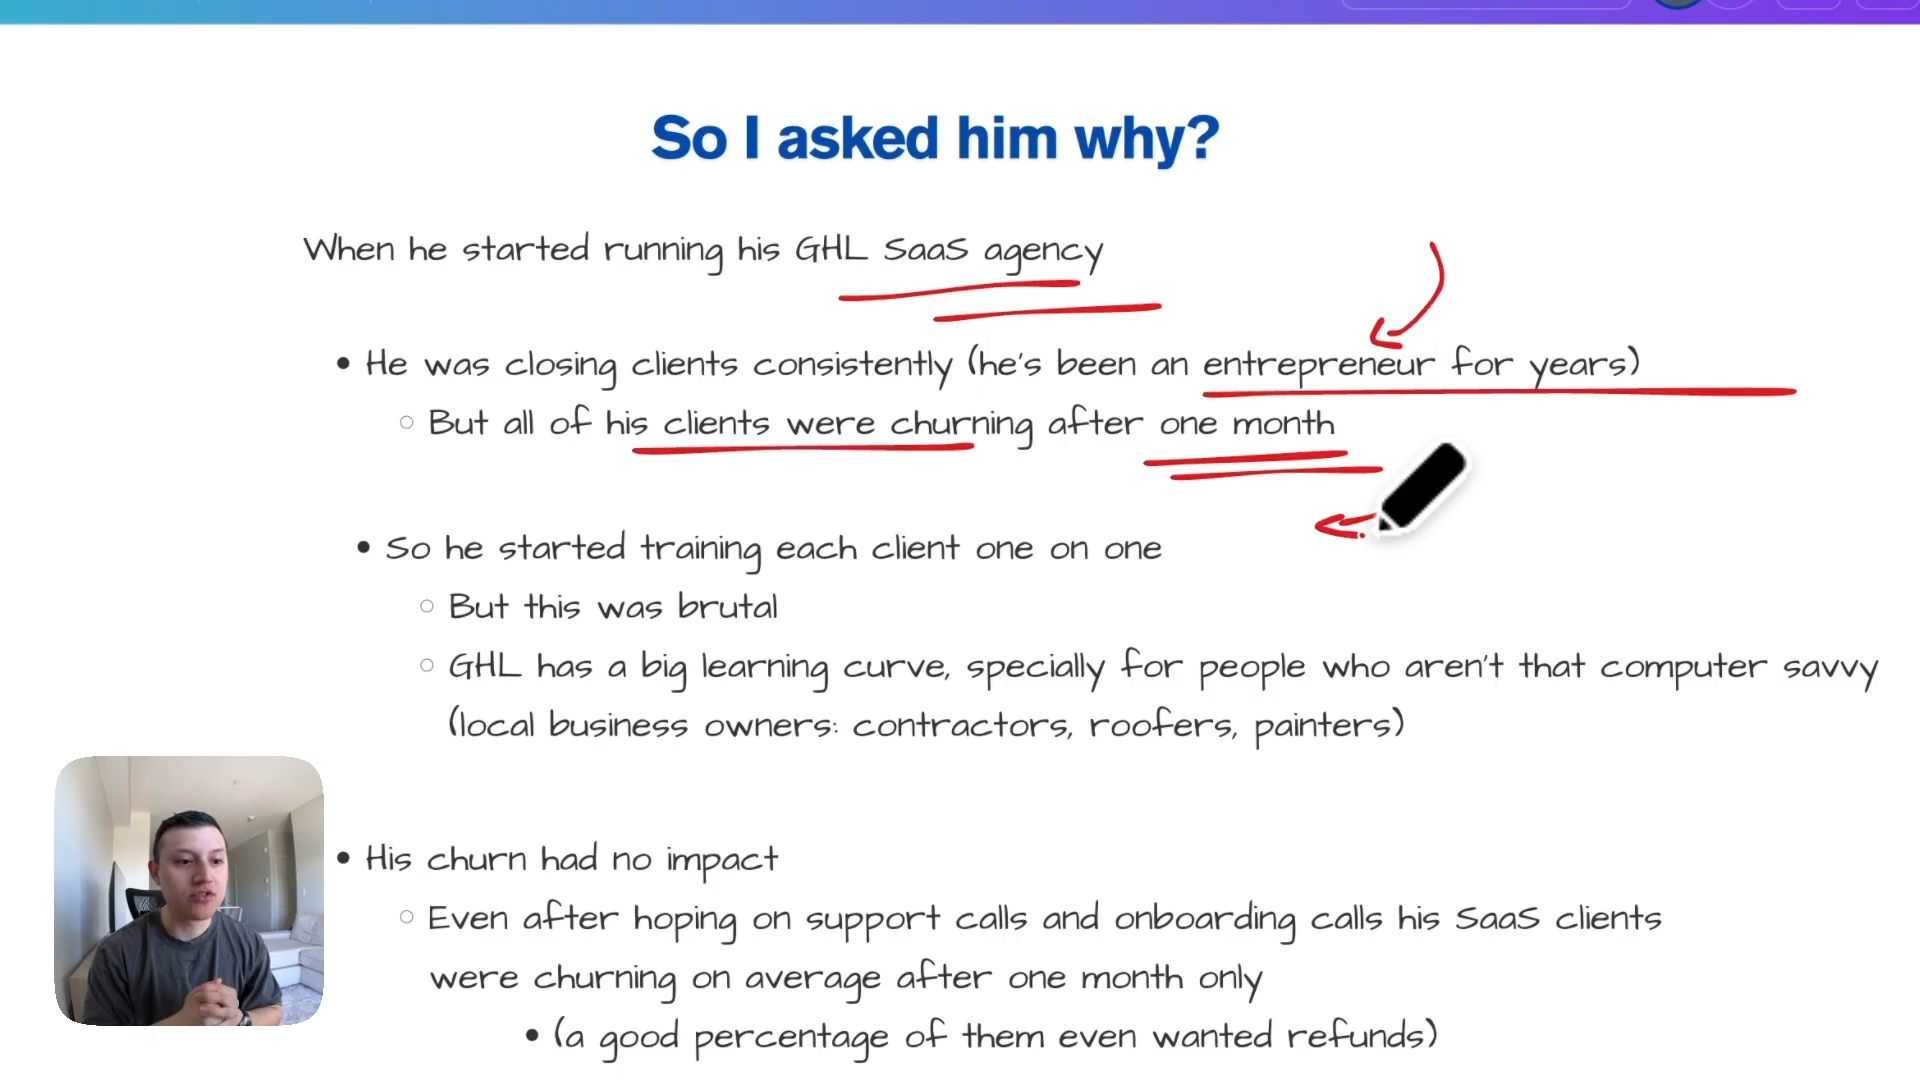 So I asked him why?
When he started running his GHL SaaS agency
• He was closing clients consistently (he's been an entrepreneur for years)
○ But all of his clients were churning after one month
• So he started training each client one on one
○ But this was brutal
○ GHL has a big learning curve, specially for people who aren't that computer savvy
(local business owners: contractors, roofers, painters)
• His churn had no impact
○ Even after hoping on support calls and onboarding calls his SaaS clients
were churning on average after one month only
• (a good percentage of them even wanted refunds)